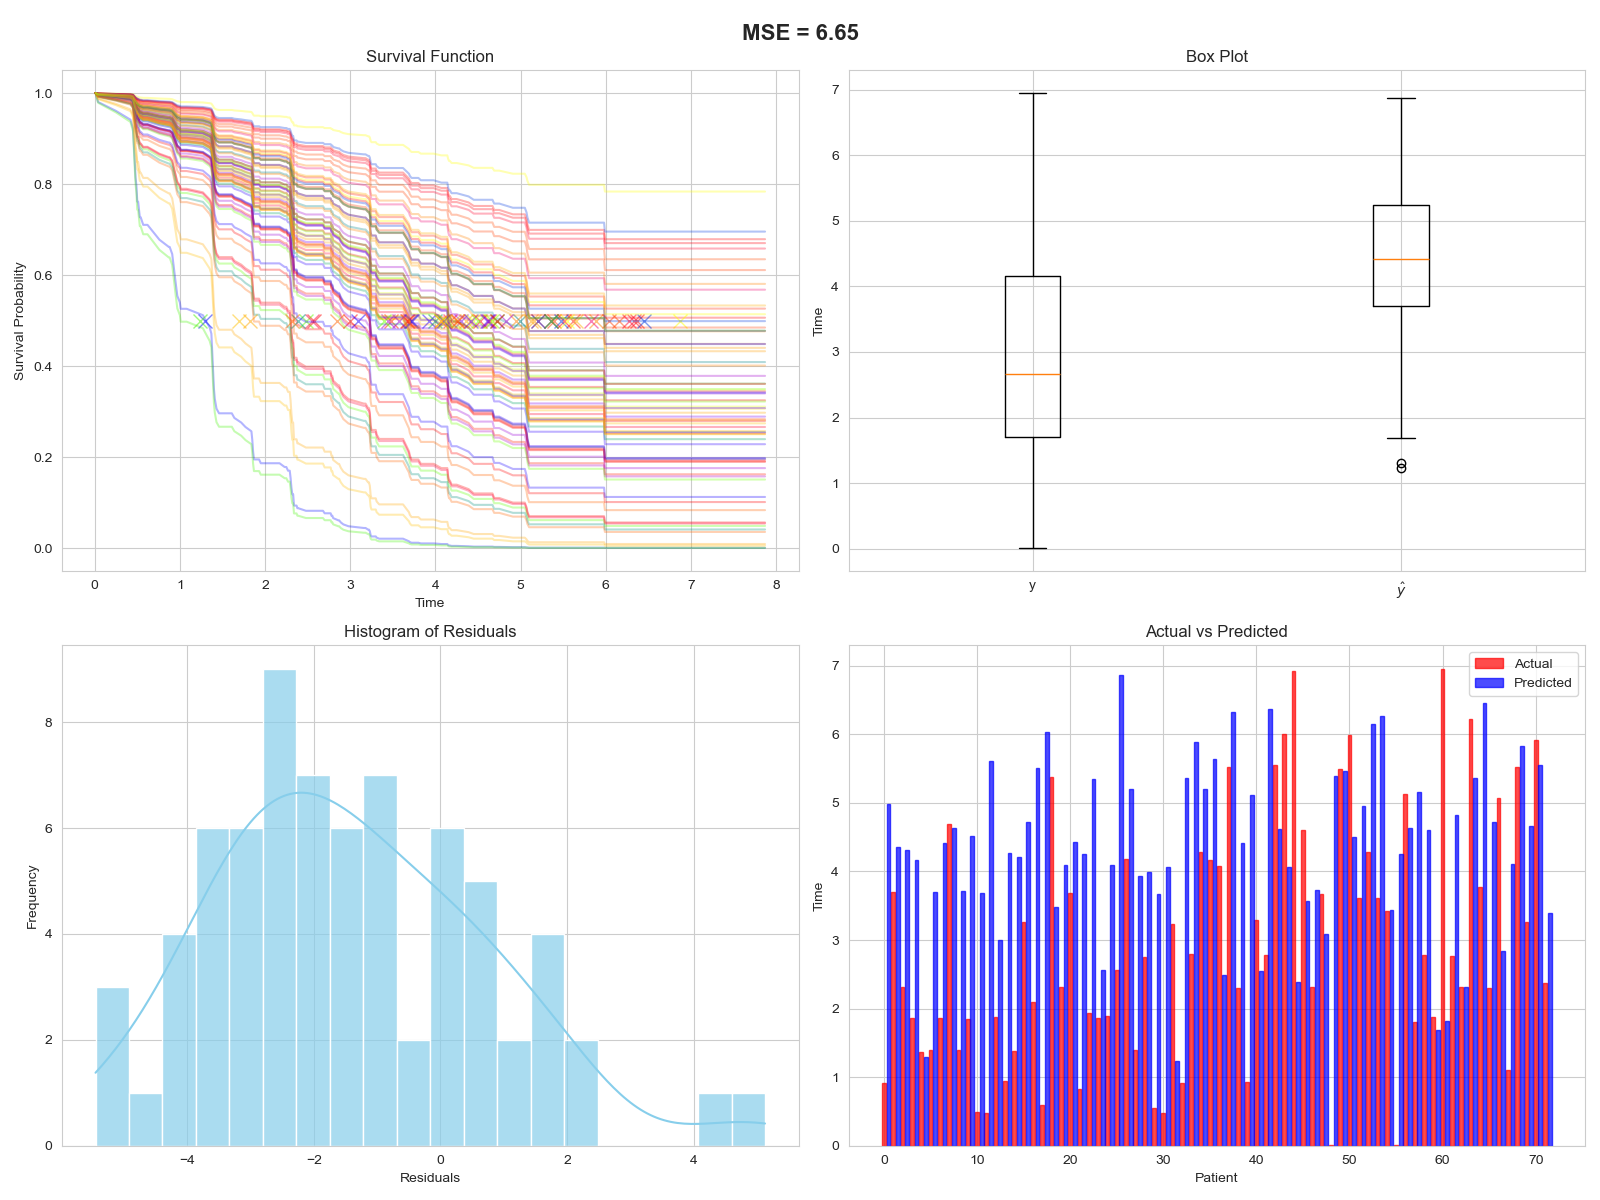 MSE = 6.65
Survival Function
1.0
0.8
0.6
0.4
0.2
0.0
Survival Probability
0 1 2 3 4 5 6 7 8
Time
Box Plot
7
6
5
4
3
2
1
0
Time
y ŷ
Histogram of Residuals
8
6
4
2
0
Frequency
−4 −2 0 2 4
Residuals
Actual vs Predicted
Actual
Predicted
7
6
5
4
3
2
1
0
Time
0 10 20 30 40 50 60 70
Patient